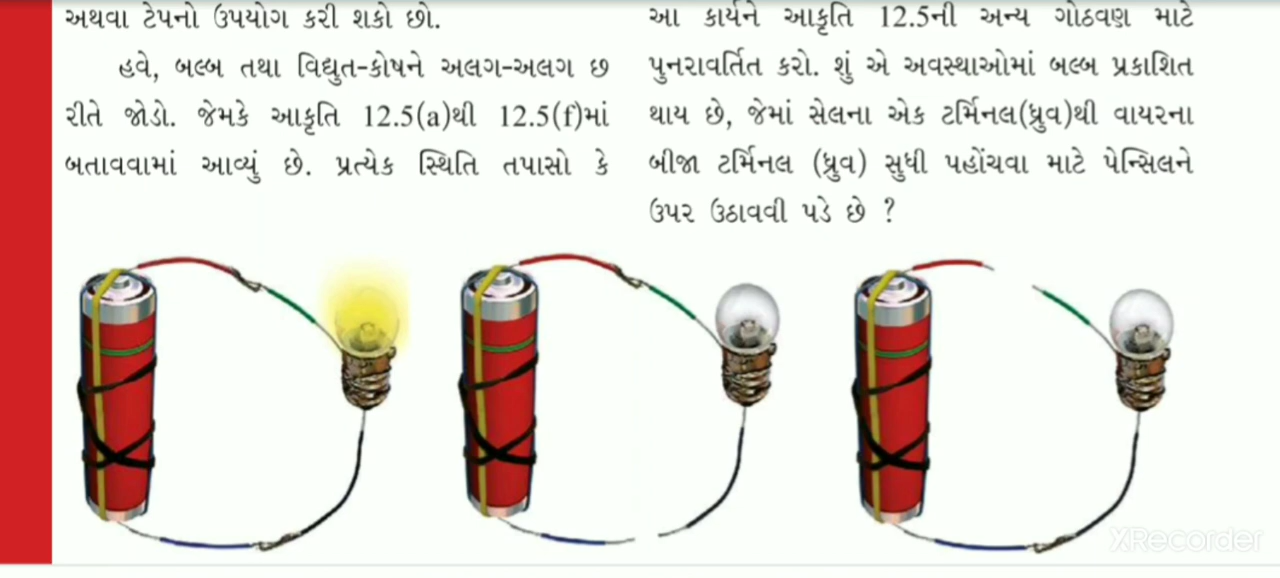 અથવા ટેપનો ઉપયોગ કરી શકો છો.
હવે, બલ્બ તથા વિદ્યુત-કોષને અલગ-અલગ છ
રીતે જોડો. જેમકે આકૃતિ 12.5(a)થી 12.5(f)માં
બતાવવામાં આવ્યું છે. પ્રત્યેક સ્થિતિ તપાસો કે
આ કાર્યને આકૃતિ 12.5ની અન્ય ગોઠવણ માટે
પુનરાવર્તિત કરો. શું એ અવસ્થાઓમાં બલ્બ પ્રકાશિત
થાય છે, જેમાં સેલના એક ટર્મિનલ(ધ્રુવ)થી વાયરના
બીજા ટર્મિનલ (ધ્રુવ) સુધી પહોંચવા માટે પેન્સિલને
ઉપર ઉઠાવવી પડે છે ?
XRecorder